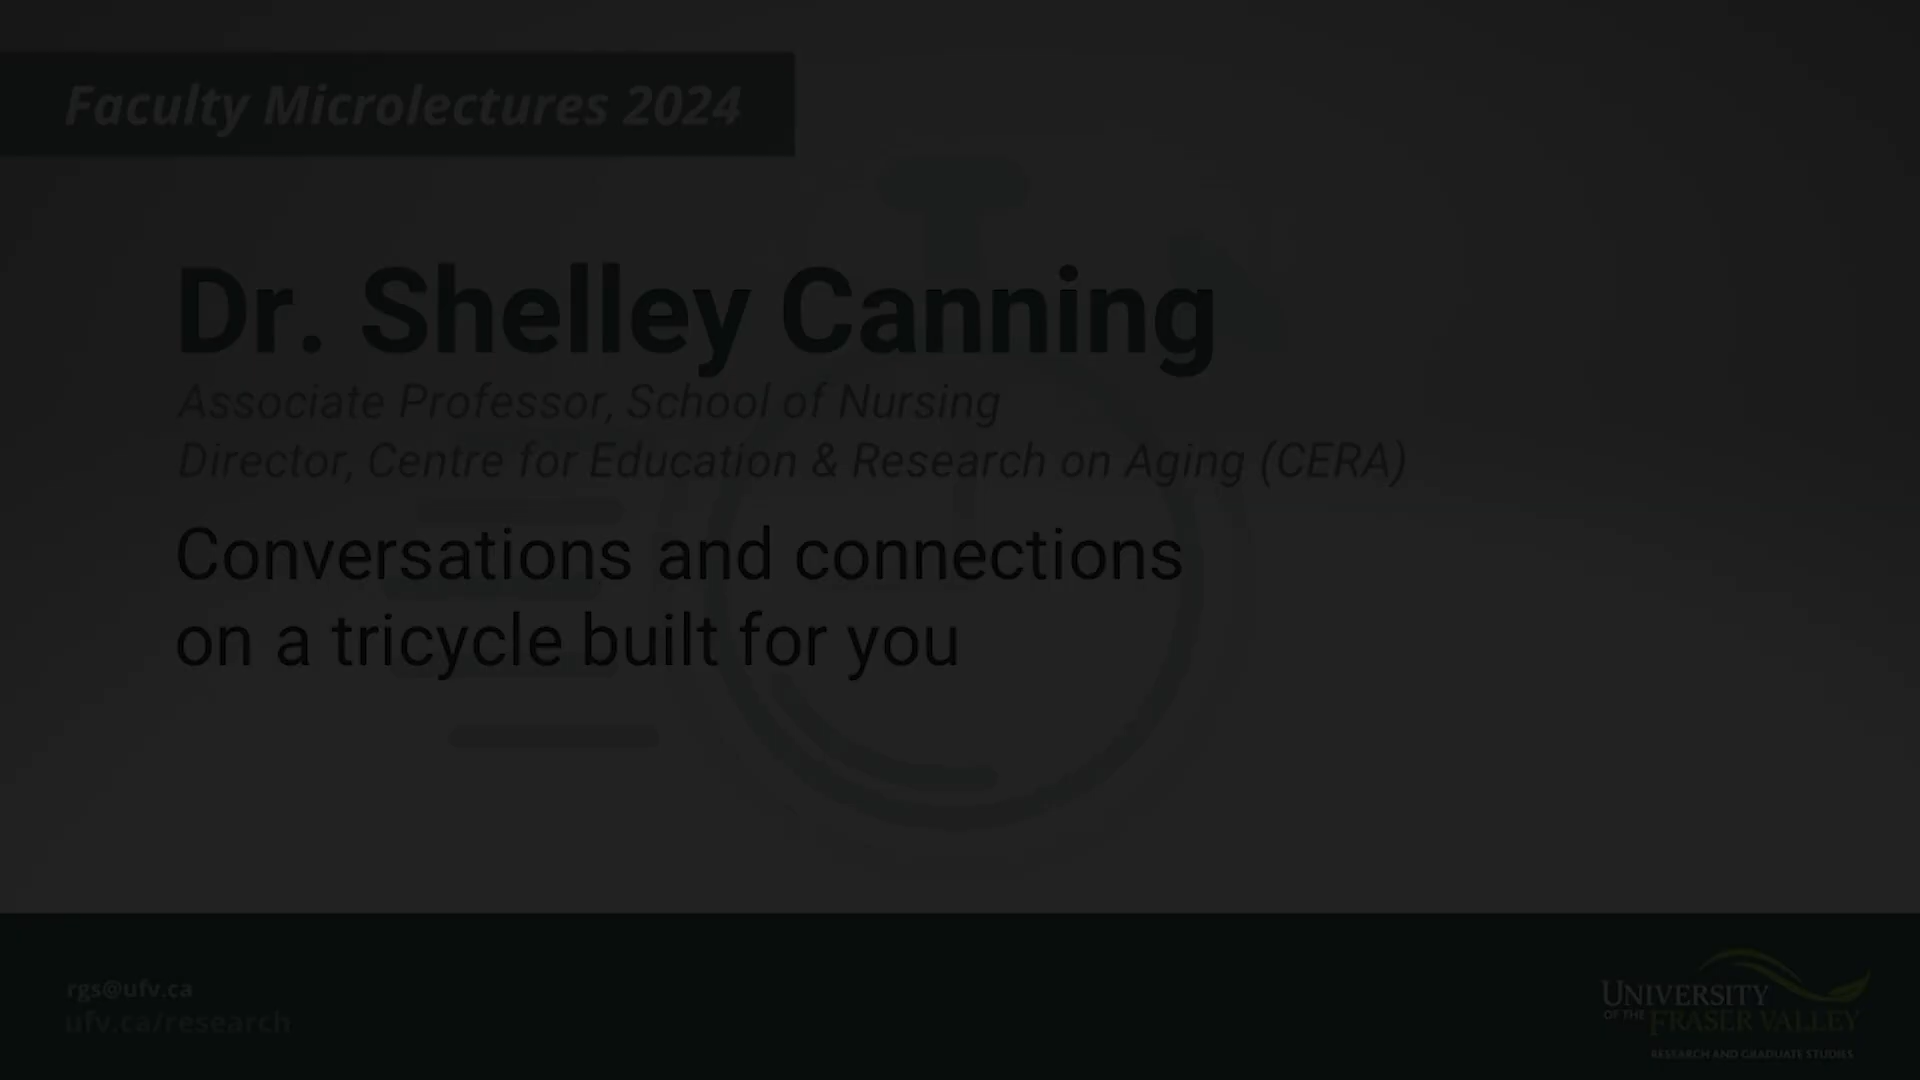 Faculty Microlectures 2024
Dr. Shelley Canning
Associate Professor, School of Nursing
Director, Centre for Education & Research on Aging (CERA)
Conversations and connections
on a tricycle built for you
rgs@ufv.ca
ufv.ca/research
UNIVERSITY
OF THE FRASER VALLEY
RESEARCH AND GRADUATE STUDIES